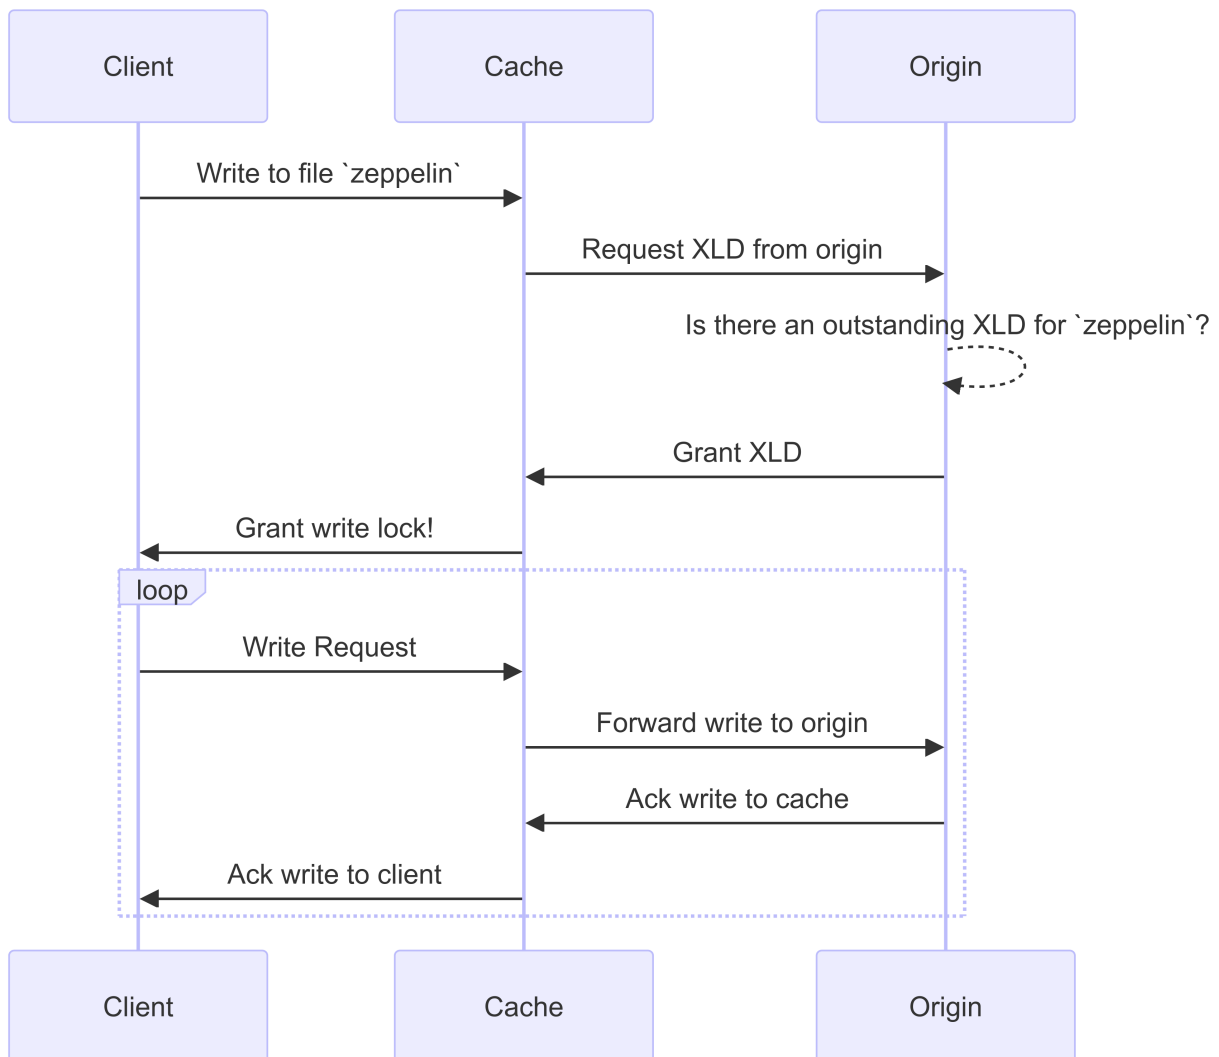 Client
Cache
Origin
Write to file `zeppelin`
Request XLD from origin
Is there an outstanding XLD for `zeppelin`?
Grant XLD
Grant write lock!
loop
Write Request
Forward write to origin
Ack write to cache
Ack write to client
Client
Cache
Origin